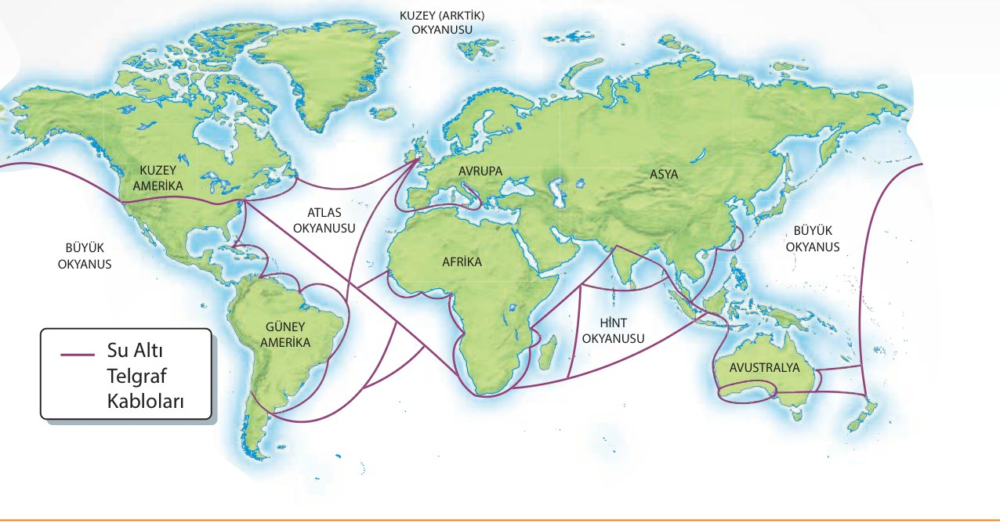 KUZEY (ARKTİK)
OKYANUSU
KUZEY
AMERİKA
AVRUPA
ASYA
ATLAS
OKYANUSU
BÜYÜK
OKYANUS
BÜYÜK
OKYANUS
AFRİKA
GÜNEY
AMERİKA
HİNT
OKYANUSU
AVUSTRALYA
Su Altı
Telgraf
Kabloları